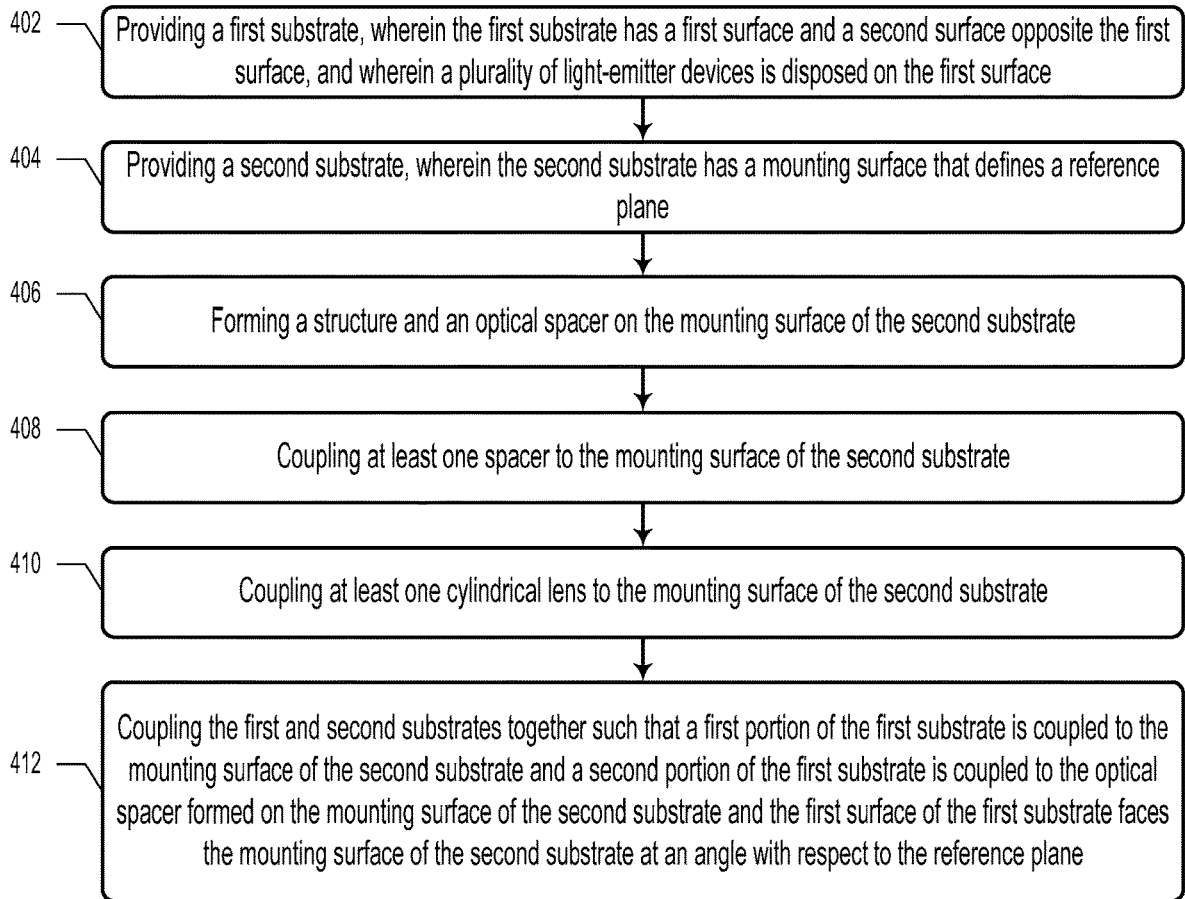 402
Providing a first substrate, wherein the first substrate has a first surface and a second surface opposite the first
surface, and wherein a plurality of light-emitter devices is disposed on the first surface
404
Providing a second substrate, wherein the second substrate has a mounting surface that defines a reference
plane
406
Forming a structure and an optical spacer on the mounting surface of the second substrate
408
Coupling at least one spacer to the mounting surface of the second substrate
410
Coupling at least one cylindrical lens to the mounting surface of the second substrate
412
Coupling the first and second substrates together such that a first portion of the first substrate is coupled to the
mounting surface of the second substrate and a second portion of the first substrate is coupled to the optical
spacer formed on the mounting surface of the second substrate and the first surface of the first substrate faces
the mounting surface of the second substrate at an angle with respect to the reference plane